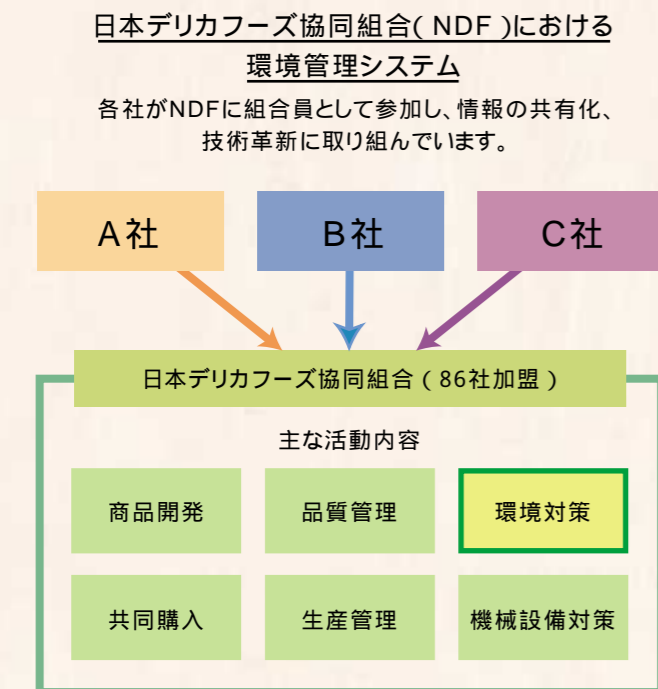 日本デリカフーズ協同組合(NDF)における
環境管理システム
各社がNDFに組合員として参加し、情報の共有化、
技術革新に取り組んでいます。
A社
B社
C社
日本デリカフーズ協同組合(86社加盟)
主な活動内容
商品開発
品質管理
環境対策
共同購入
生産管理
機械設備対策